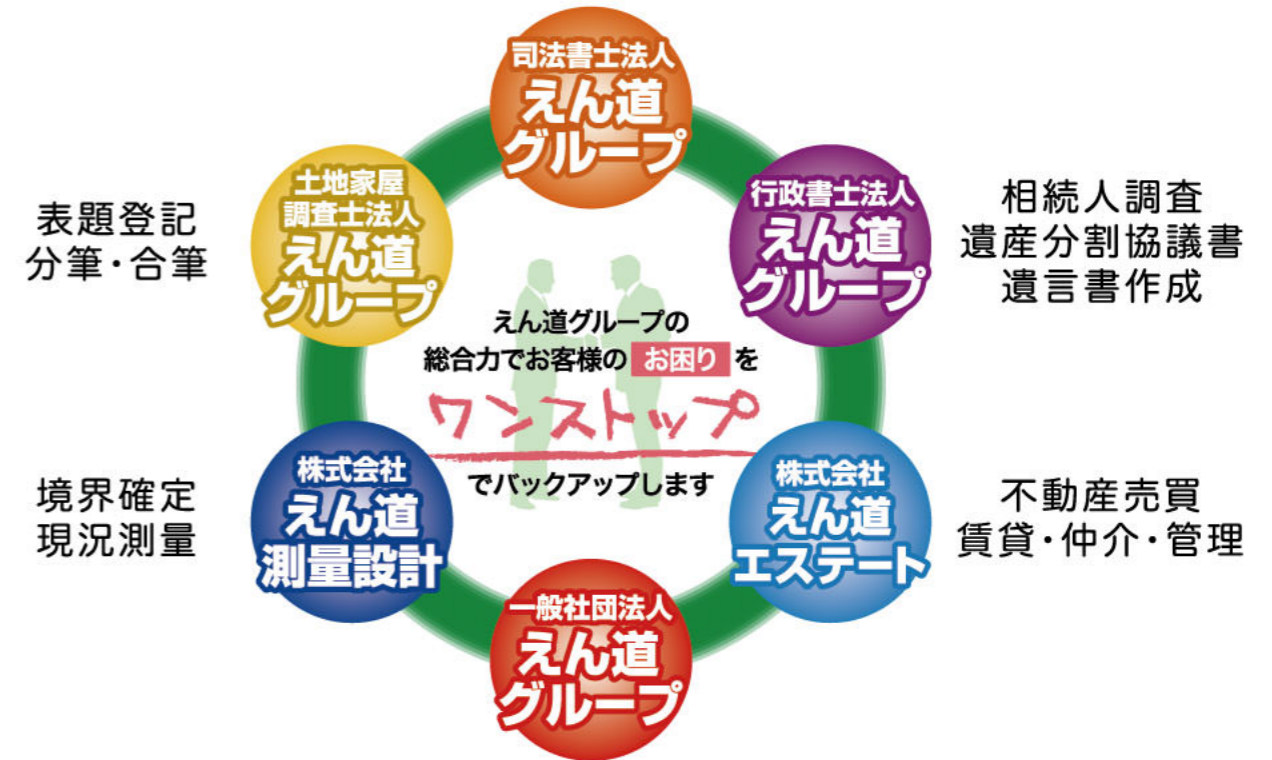 司法書士法人
えん道
グループ
土地家屋
調査士法人
えん道
グループ
表題登記
分筆・合筆
行政書士法人
えん道
グループ
相続人調査
遺産分割協議書
遺言書作成
えん道グループの
総合力でお客様の お困り を
ワンストップ
でバックアップします
株式会社
えん道
測量設計
境界確定
現況測量
株式会社
えん道
エステート
不動産売買
賃貸・仲介・管理
一般社団法人
えん道
グループ